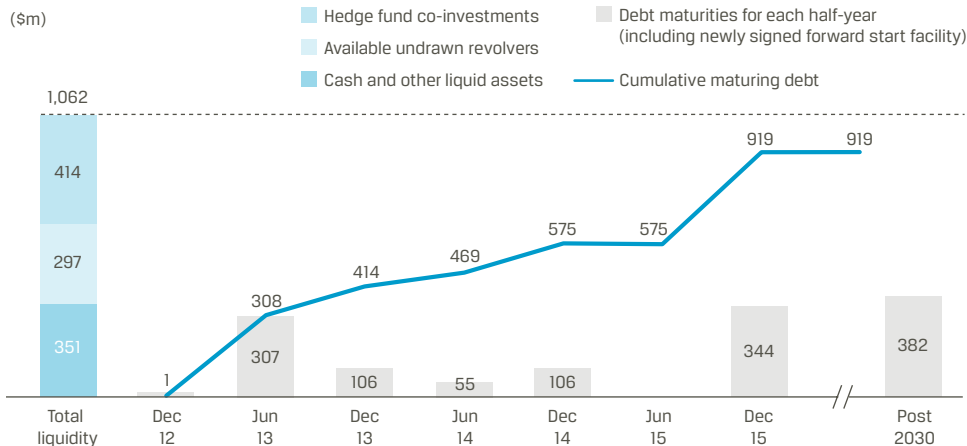 ($m)
Hedge fund co-investments
Available undrawn revolvers
Cash and other liquid assets
Debt maturities for each half-year
(including newly signed forward start facility)
Cumulative maturing debt
1,062
414
297
351
1
308
307
414
106
469
55
575
106
575
919
344
919
382
Total
liquidity
Dec
12
Jun
13
Dec
13
Jun
14
Dec
14
Jun
15
Dec
15
Post
2030